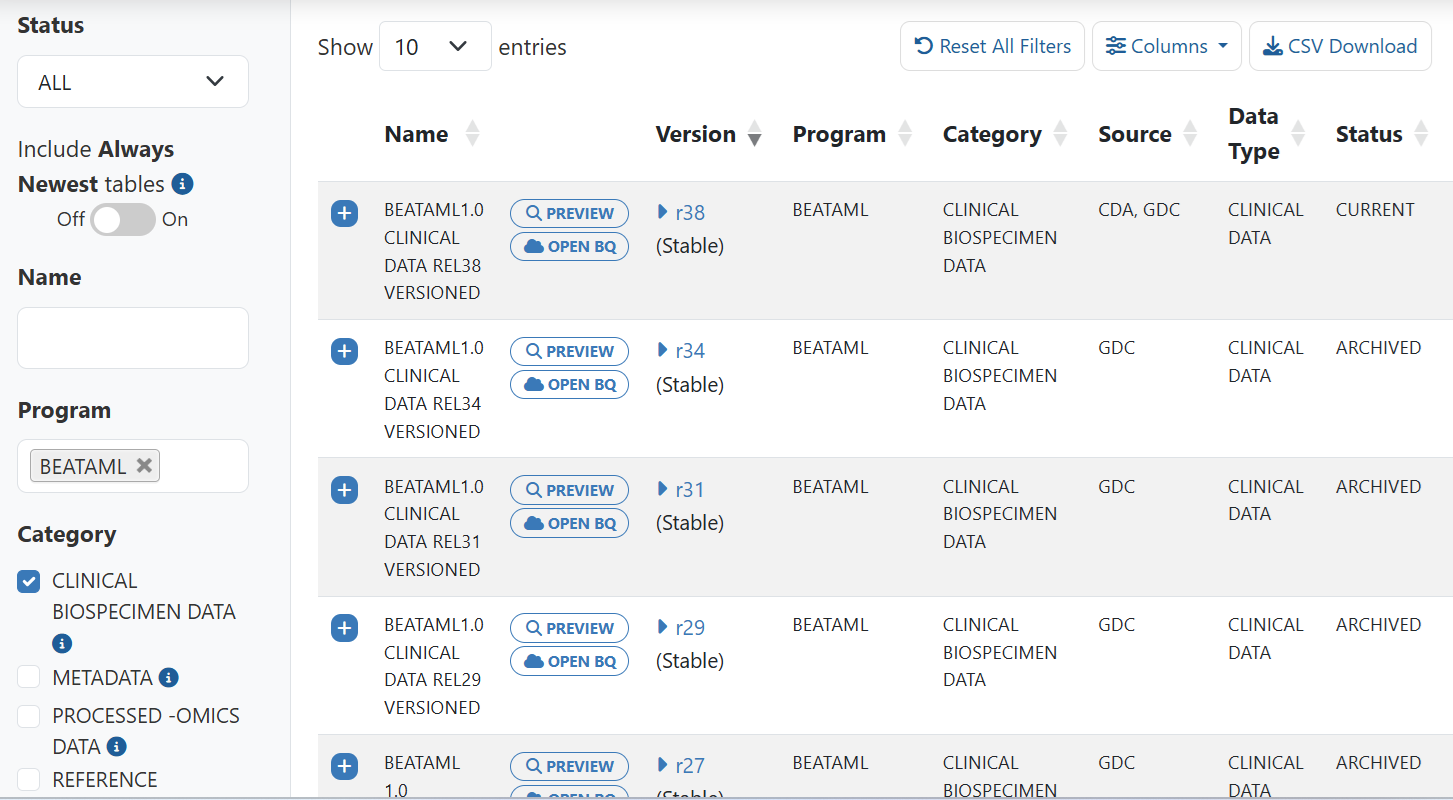 Status
ALL
Include Always
Newest tables
Off On
Name
Program
BEATAML
Category
CLINICAL
BIOSPECIMEN DATA
METADATA
PROCESSED -OMICS
DATA
REFERENCE
Show 10 entries
Reset All Filters
Columns
CSV Download
Name
Version
Program
Category
Source
Data
Type
Status
BEATAML1.0
CLINICAL
DATA REL38
VERSIONED
PREVIEW
OPEN BQ
r38
(Stable)
BEATAML
CLINICAL
BIOSPECIMEN
DATA
CDA, GDC
CLINICAL
DATA
CURRENT
BEATAML1.0
CLINICAL
DATA REL34
VERSIONED
PREVIEW
OPEN BQ
r34
(Stable)
BEATAML
CLINICAL
BIOSPECIMEN
DATA
GDC
CLINICAL
DATA
ARCHIVED
BEATAML1.0
CLINICAL
DATA REL31
VERSIONED
PREVIEW
OPEN BQ
r31
(Stable)
BEATAML
CLINICAL
BIOSPECIMEN
DATA
GDC
CLINICAL
DATA
ARCHIVED
BEATAML1.0
CLINICAL
DATA REL29
VERSIONED
PREVIEW
OPEN BQ
r29
(Stable)
BEATAML
CLINICAL
BIOSPECIMEN
DATA
GDC
CLINICAL
DATA
ARCHIVED
BEATAML
1.0
PREVIEW
OPEN BQ
r27
(Stable)
BEATAML
CLINICAL
BIOSPECIMEN
GDC
CLINICAL
DATA
ARCHIVED